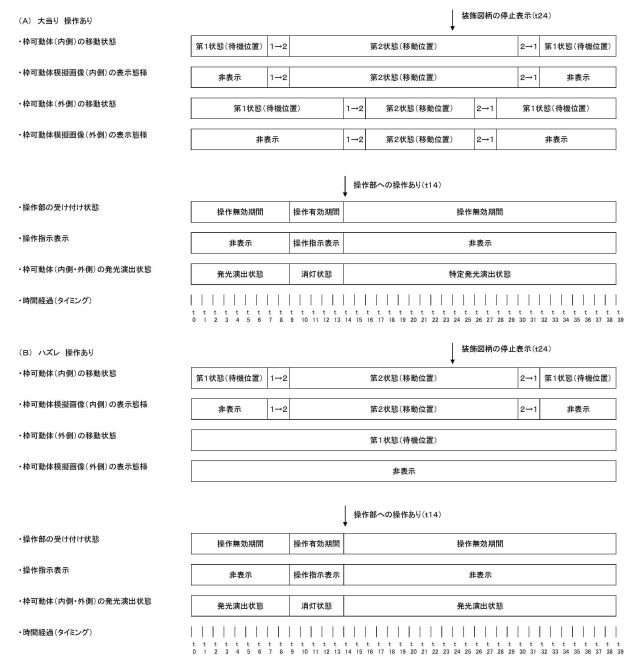 (A) 大当り 操作あり
装飾図柄の停止表示(t24)
・枠可動体(内側)の移動状態 第1状態(待機位置) 1→2 第2状態(移動位置) 2→1 第1状態(待機位置)
・枠可動体模擬画像(内側)の表示態様 非表示 1→2 第2状態(移動位置) 2→1 非表示
・枠可動体(外側)の移動状態 第1状態(待機位置) 1→2 第2状態(移動位置) 2→1 第1状態(待機位置)
・枠可動体模擬画像(外側)の表示態様 非表示 1→2 第2状態(移動位置) 2→1 非表示
操作部への操作あり(t14)
・操作部の受け付け状態 操作無効期間 操作有効期間 操作無効期間
・操作指示表示 非表示 操作指示表示 非表示
・枠可動体(内側・外側)の発光演出状態 発光演出状態 消灯状態 特定発光演出状態
・時間経過(タイミング)
t t t t t t t t t t t t t t t t t t t t t t t t t t t t t t t t t t t t t t t t
0 1 2 3 4 5 6 7 8 9 10 11 12 13 14 15 16 17 18 19 20 21 22 23 24 25 26 27 28 29 30 31 32 33 34 35 36 37 38 39
(B) ハズレ 操作あり
装飾図柄の停止表示(t24)
・枠可動体(内側)の移動状態 第1状態(待機位置) 1→2 第2状態(移動位置) 2→1 第1状態(待機位置)
・枠可動体模擬画像(内側)の表示態様 非表示 1→2 第2状態(移動位置) 2→1 非表示
・枠可動体(外側)の移動状態 第1状態(待機位置)
・枠可動体模擬画像(外側)の表示態様 非表示
操作部への操作あり(t14)
・操作部の受け付け状態 操作無効期間 操作有効期間 操作無効期間
・操作指示表示 非表示 操作指示表示 非表示
・枠可動体(内側・外側)の発光演出状態 発光演出状態 消灯状態 発光演出状態
・時間経過(タイミング)
t t t t t t t t t t t t t t t t t t t t t t t t t t t t t t t t t t t t t t t t
0 1 2 3 4 5 6 7 8 9 10 11 12 13 14 15 16 17 18 19 20 21 22 23 24 25 26 27 28 29 30 31 32 33 34 35 36 37 38 39